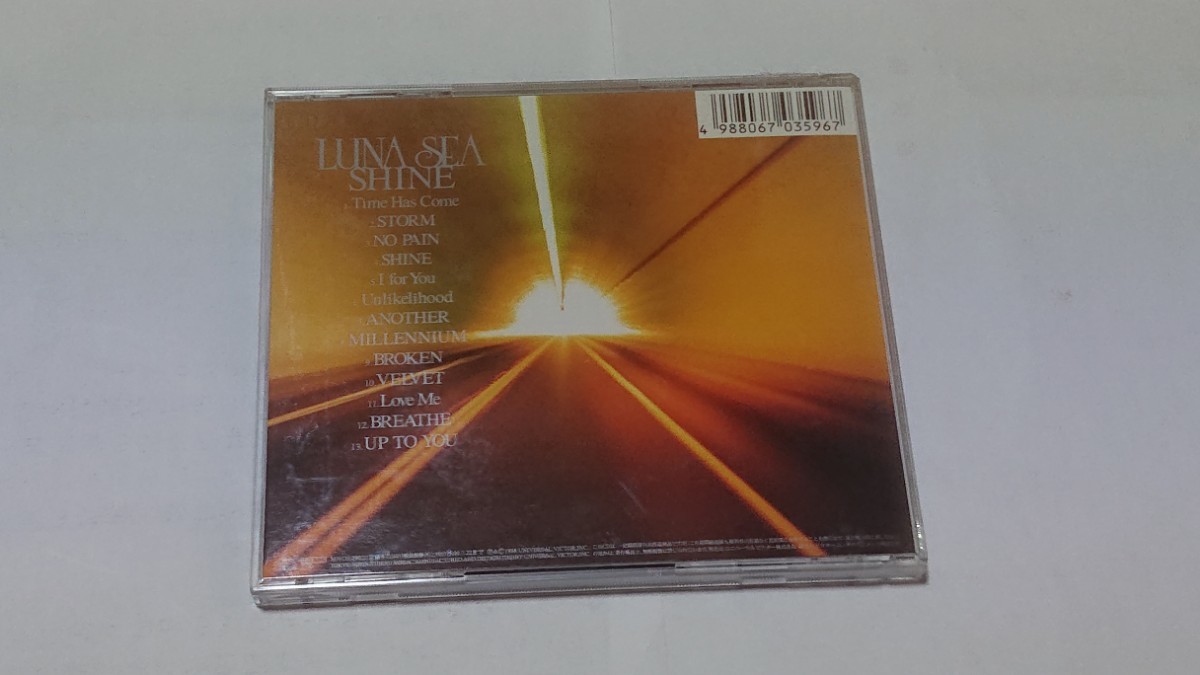 LUNA SEA
SHINE
1. Time Has Come
2. STORM
3. NO PAIN
4. SHINE
5. I for You
6. Unlikelihood
7. ANOTHER
8. MILLENNIUM
9. BROKEN
10. VELVET
11. Love Me
12. BREATHE
13. UP TO YOU
4 988067 035967